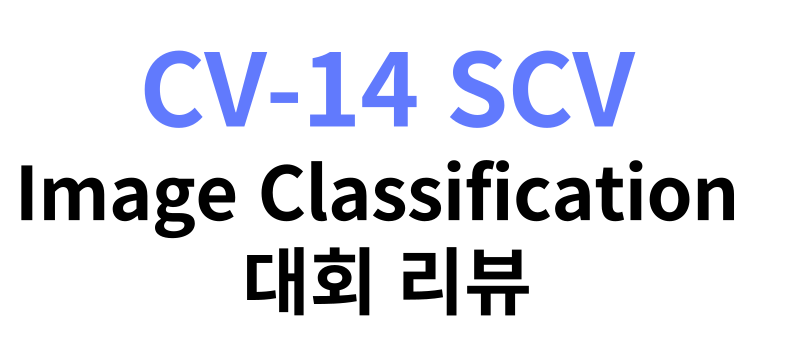 CV-14 SCV
Image Classification
대회 리뷰